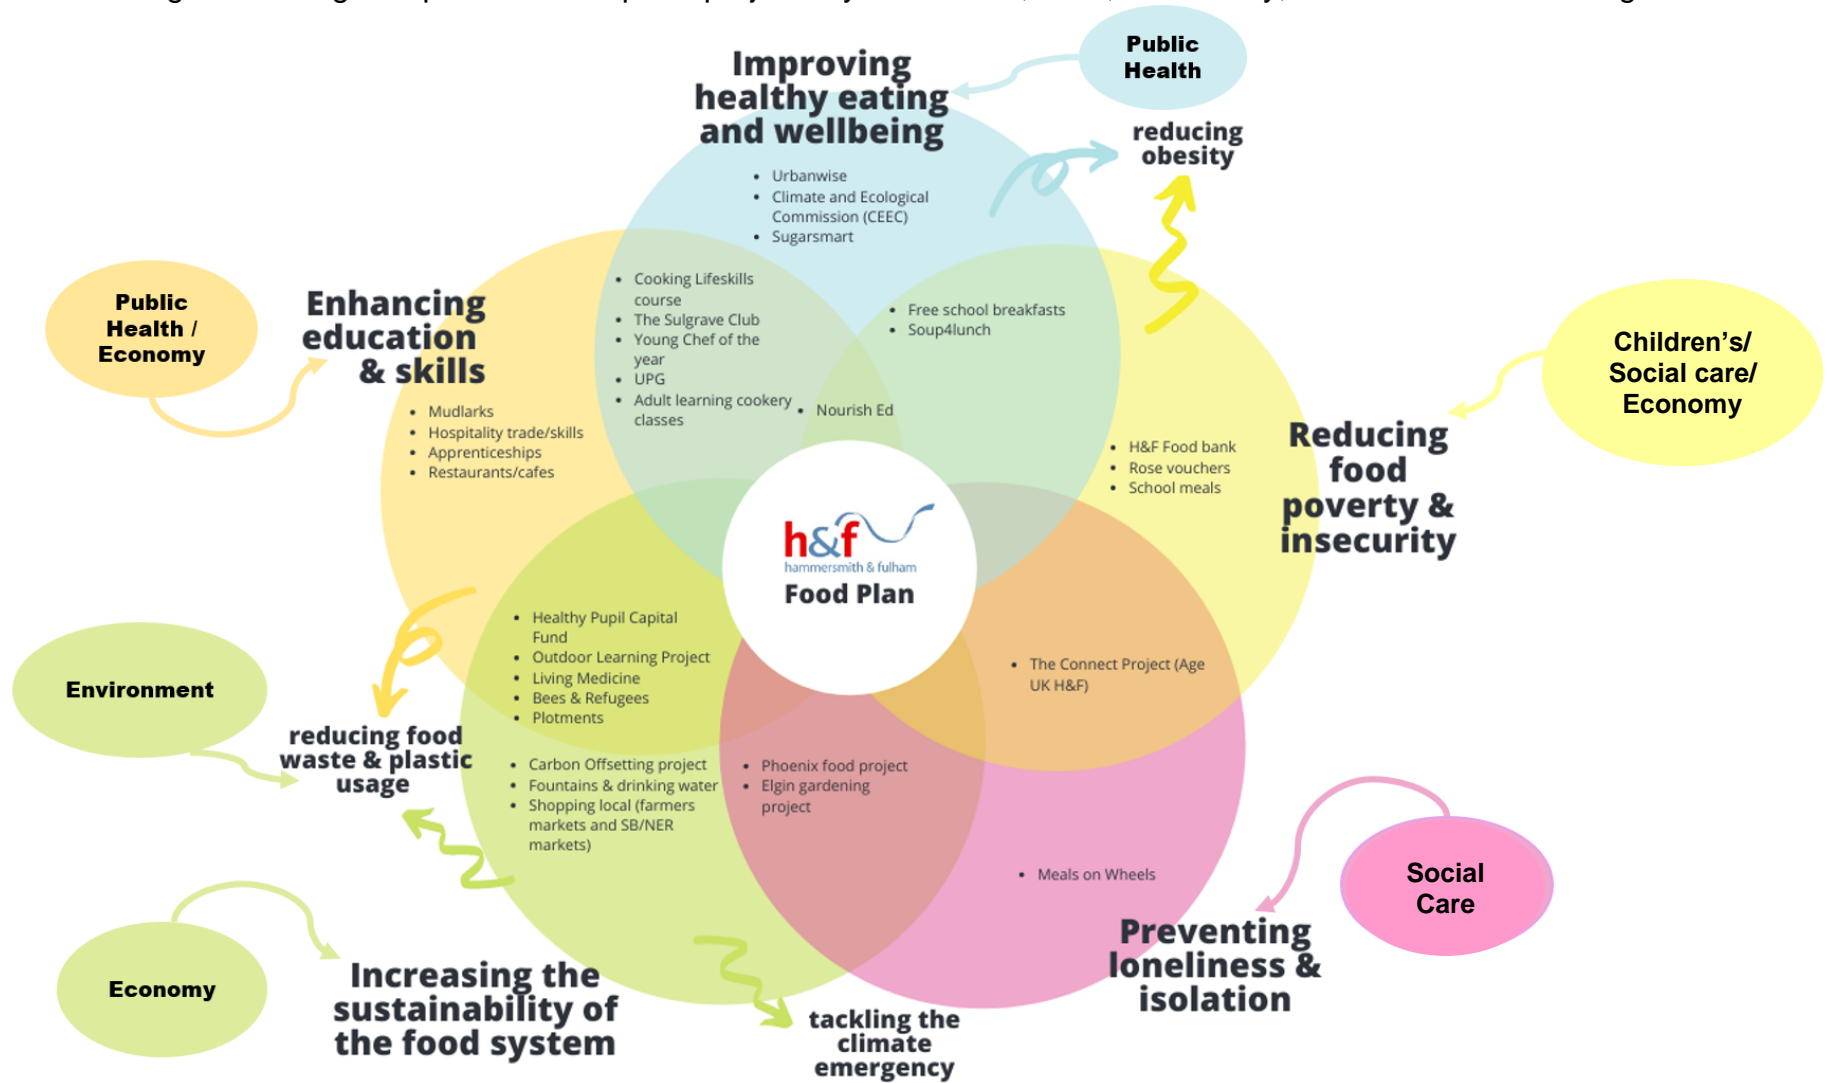 Improving
healthy eating
and wellbeing
Public
Health
reducing
obesity
• Urbanwise
• Climate and Ecological
Commission (CEEC)
• Sugarsmart
Public
Health /
Economy
Enhancing
education
& skills
• Cooking Lifeskills
course
• The Sulgrave Club
• Young Chef of the
year
• UPG
• Adult learning cookery
classes
• Free school breakfasts
• Soup4lunch
• Nourish Ed
Children's/
Social care/
Economy
• Mudlarks
• Hospitality trade/skills
• Apprenticeships
• Restaurants/cafes
• H&F Food bank
• Rose vouchers
• School meals
Reducing
food
poverty &
insecurity
h&f
hammersmith & fulham
Food Plan
Environment
• Healthy Pupil Capital
Fund
• Outdoor Learning Project
• Living Medicine
• Bees & Refugees
• Plotments
• The Connect Project (Age
UK H&F)
reducing food
waste & plastic
usage
• Carbon Offsetting project
• Fountains & drinking water
• Shopping local (farmers
markets and SB/NER
markets)
• Phoenix food project
• Elgin gardening
project
• Meals on Wheels
Social
Care
Preventing
loneliness &
isolation
Economy
Increasing the
sustainability of
the food system
tackling the
climate
emergency